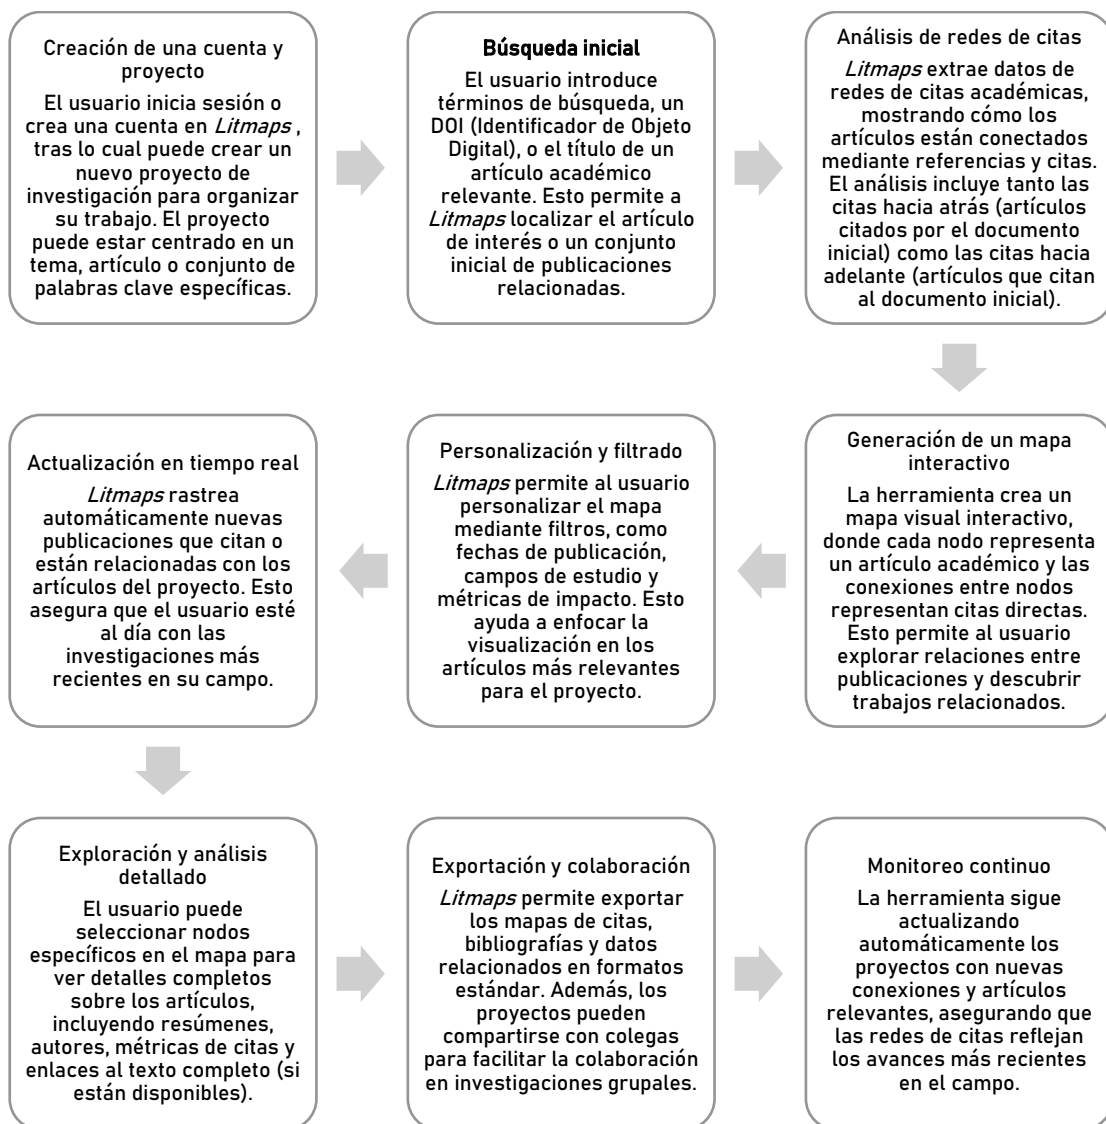 Creación de una cuenta y
proyecto
El usuario inicia sesión o
crea una cuenta en Litmaps ,
tras lo cual puede crear un
nuevo proyecto de
investigación para organizar
su trabajo. El proyecto
puede estar centrado en un
tema, artículo o conjunto de
palabras clave específicas.
Búsqueda inicial
El usuario introduce
términos de búsqueda, un
DOI (Identificador de Objeto
Digital), o el título de un
artículo académico
relevante. Esto permite a
Litmaps localizar el artículo
de interés o un conjunto
inicial de publicaciones
relacionadas.
Análisis de redes de citas
Litmaps extrae datos de
redes de citas académicas,
mostrando cómo los
artículos están conectados
mediante referencias y citas.
El análisis incluye tanto las
citas hacia atrás (artículos
citados por el documento
inicial) como las citas hacia
adelante (artículos que citan
al documento inicial).
Generación de un mapa
interactivo
La herramienta crea un
mapa visual interactivo,
donde cada nodo representa
un artículo académico y las
conexiones entre nodos
representan citas directas.
Esto permite al usuario
explorar relaciones entre
publicaciones y descubrir
trabajos relacionados.
Personalización y filtrado
Litmaps permite al usuario
personalizar el mapa
mediante filtros, como
fechas de publicación,
campos de estudio y
métricas de impacto. Esto
ayuda a enfocar la
visualización en los
artículos más relevantes
para el proyecto.
Actualización en tiempo real
Litmaps rastrea
automáticamente nuevas
publicaciones que citan o
están relacionadas con los
artículos del proyecto. Esto
asegura que el usuario esté
al día con las
investigaciones más
recientes en su campo.
Exploración y análisis
detallado
El usuario puede
seleccionar nodos
específicos en el mapa para
ver detalles completos
sobre los artículos,
incluyendo resúmenes,
autores, métricas de citas y
enlaces al texto completo (si
están disponibles).
Exportación y colaboración
Litmaps permite exportar
los mapas de citas,
bibliografías y datos
relacionados en formatos
estándar. Además, los
proyectos pueden
compartirse con colegas
para facilitar la colaboración
en investigaciones grupales.
Monitoreo continuo
La herramienta sigue
actualizando
automáticamente los
proyectos con nuevas
conexiones y artículos
relevantes, asegurando que
las redes de citas reflejan
los avances más recientes
en el campo.